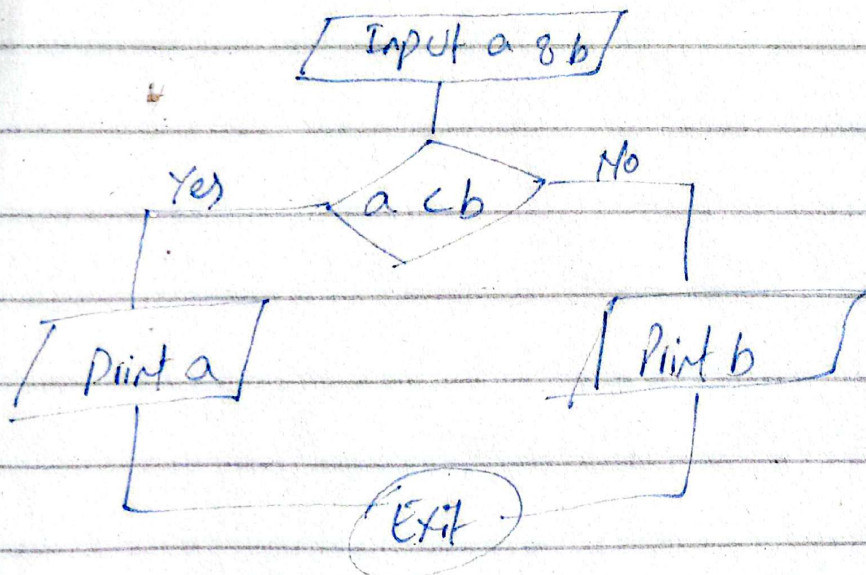 Input a & b
Yes
a < b
No
Print a
Print b
Exit